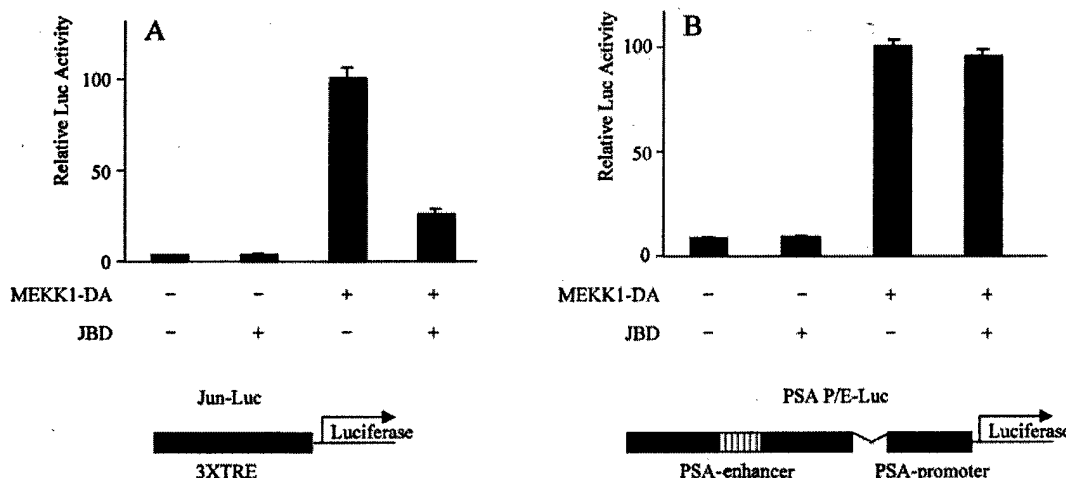 A
Relative Luc Activity
100
50
0
MEKK1-DA - - + +
JBD - + - +
Jun-Luc
Luciferase
3XTRE
B
Relative Luc Activity
100
50
0
MEKK1-DA - - + +
JBD - + - +
PSA P/E-Luc
Luciferase
PSA-enhancer
PSA-promoter